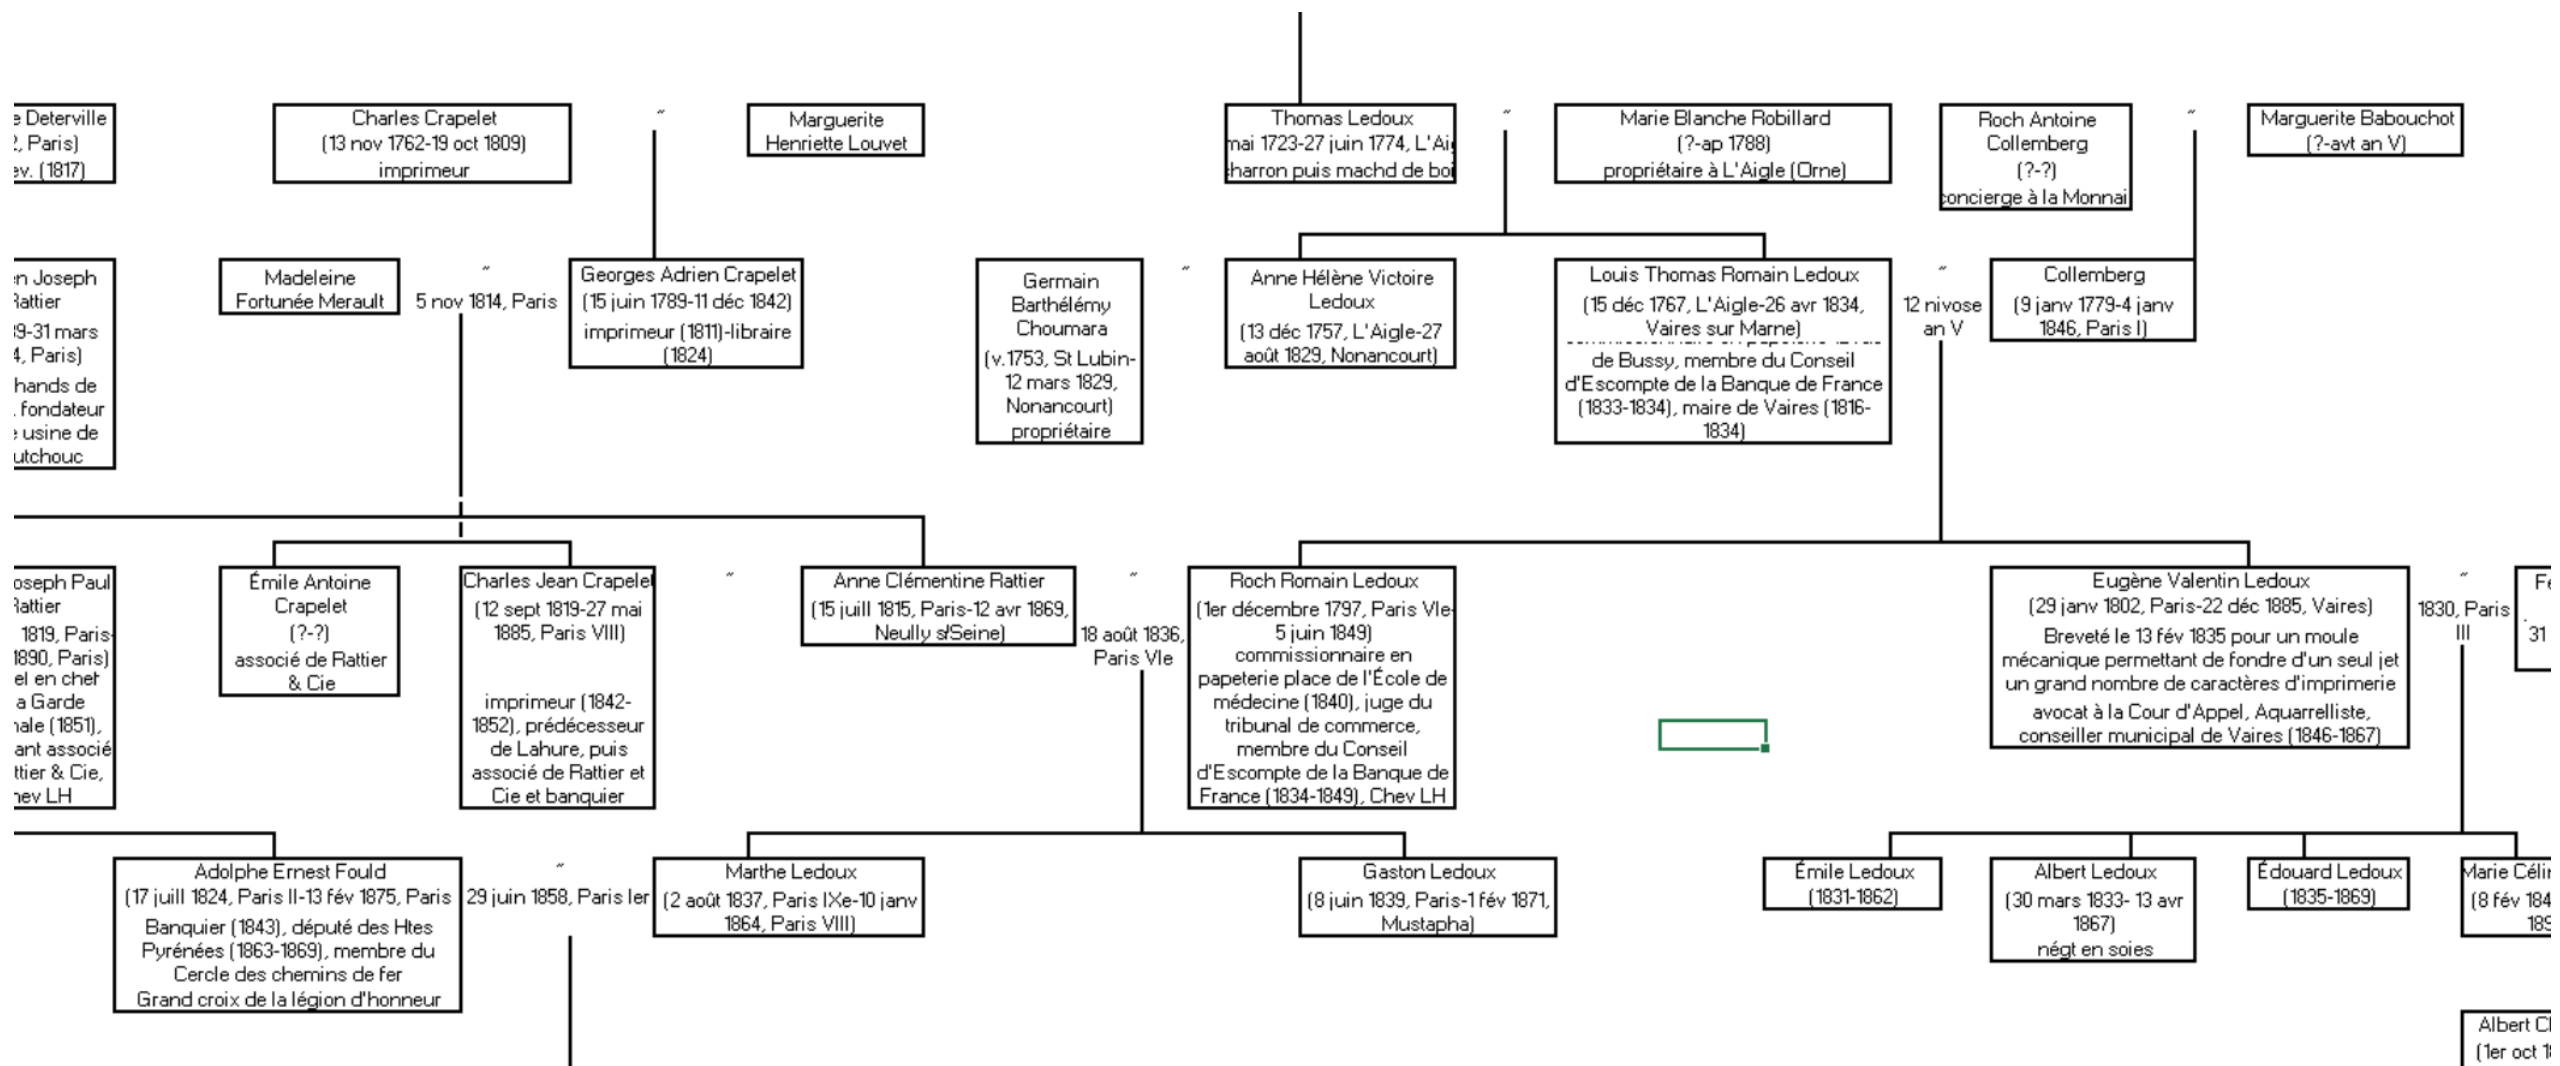 e Deterville
2, Paris)
ev. (1817)
Charles Crapelet
(13 nov 1762-19 oct 1809)
imprimeur
″
Marguerite
Henriette Louvet
Thomas Ledoux
mai 1723-27 juin 1774, L'Aig
charron puis machd de boi
″
Marie Blanche Robillard
(?-ap 1788)
propriétaire à L'Aigle (Orne)
Roch Antoine
Collemberg
(?-?)
concierge à la Monnai
″
Marguerite Babouchot
(?-avt an V)
en Joseph
Rattier
39-31 mars
4, Paris)
hands de
. fondateur
e usine de
utchouc
Madeleine
Fortunée Merault
″
5 nov 1814, Paris
Georges Adrien Crapelet
(15 juin 1789-11 déc 1842)
imprimeur (1811)-libraire
(1824)
Germain
Barthélémy
Choumara
(v.1753, St Lubin-
12 mars 1829,
Nonancourt)
propriétaire
″
Anne Hélène Victoire
Ledoux
(13 déc 1757, L'Aigle-27
août 1829, Nonancourt)
Louis Thomas Romain Ledoux
(15 déc 1767, L'Aigle-26 avr 1834,
Vaires sur Marne)
de Bussy, membre du Conseil
d'Escompte de la Banque de France
(1833-1834), maire de Vaires (1816-
1834)
″
12 nivose
an V
Collemberg
(9 janv 1779-4 janv
1846, Paris I)
oseph Paul
Rattier
1819, Paris-
1890, Paris)
el en chef
a Garde
nale (1851),
ant associé
ttier & Cie,
hev LH
Émile Antoine
Crapelet
(?-?)
associé de Rattier
& Cie
Charles Jean Crapelet
(12 sept 1819-27 mai
1885, Paris VIII)
imprimeur (1842-
1852), prédécesseur
de Lahure, puis
associé de Rattier et
Cie et banquier
″
Anne Clémentine Rattier
(15 juill 1815, Paris-12 avr 1869,
Neully s/Seine)
″
18 août 1836,
Paris VIe
Roch Romain Ledoux
(1er décembre 1797, Paris VIe-
5 juin 1849)
commissionnaire en
papeterie place de l'École de
médecine (1840), juge du
tribunal de commerce,
membre du Conseil
d'Escompte de la Banque de
France (1834-1849), Chev LH
Eugène Valentin Ledoux
(29 janv 1802, Paris-22 déc 1885, Vaires)
Breveté le 13 fév 1835 pour un moule
mécanique permettant de fondre d'un seul jet
un grand nombre de caractères d'imprimerie
avocat à la Cour d'Appel, Aquarrelliste,
conseiller municipal de Vaires (1846-1867)
″
1830, Paris
III
Fe
31
Adolphe Ernest Fould
(17 juill 1824, Paris II-13 fév 1875, Paris
Banquier (1843), député des Htes
Pyrénées (1863-1869), membre du
Cercle des chemins de fer
Grand croix de la légion d'honneur
″
29 juin 1858, Paris Ier
Marthe Ledoux
(2 août 1837, Paris IXe-10 janv
1864, Paris VIII)
Gaston Ledoux
(8 juin 1839, Paris-1 fév 1871,
Mustapha)
Émile Ledoux
(1831-1862)
Albert Ledoux
(30 mars 1833- 13 avr
1867)
négt en soies
Édouard Ledoux
(1835-1869)
Marie Célin
(8 fév 184
189
Albert Cl
(1er oct 18